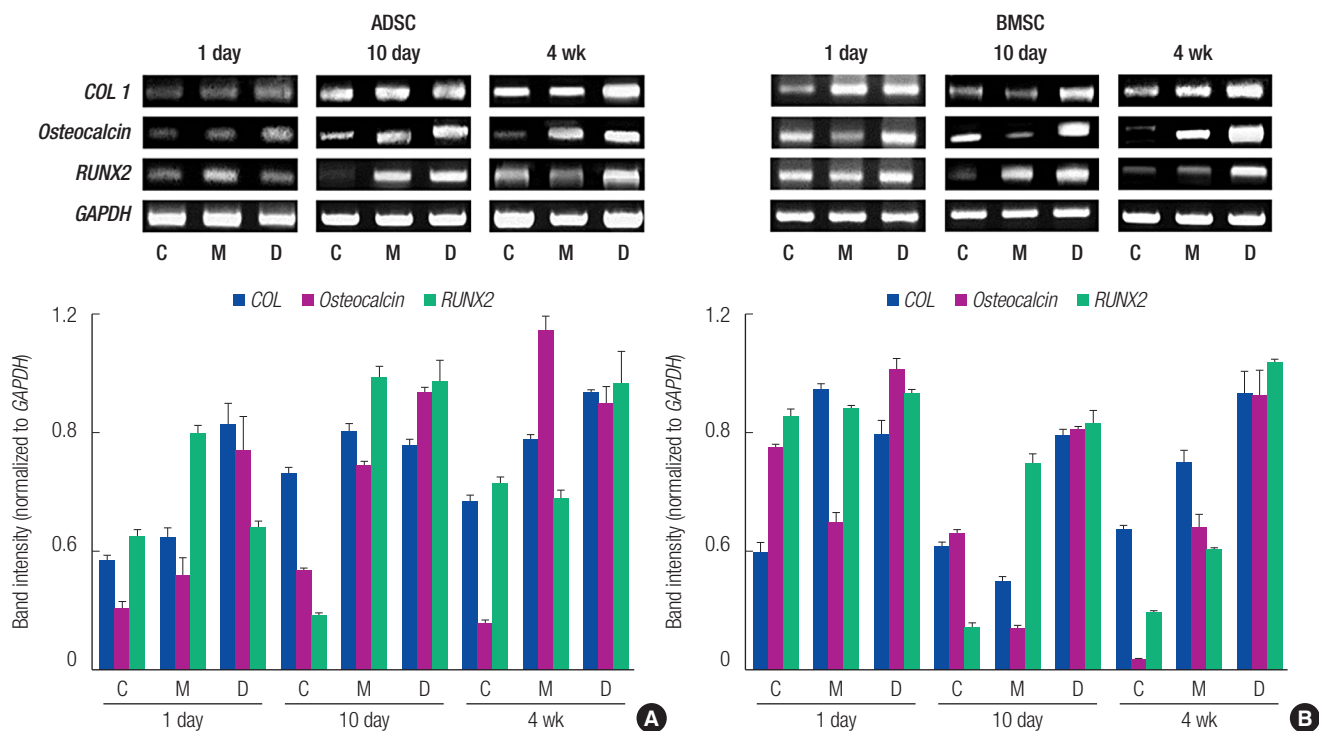 ADSC
1 day 10 day 4 wk
COL 1
Osteocalcin
RUNX2
GAPDH
C M D C M D C M D
COL Osteocalcin RUNX2
Band intensity (normalized to GAPDH)
1.2
0.8
0.6
0
C M D C M D C M D
1 day 10 day 4 wk
A
BMSC
1 day 10 day 4 wk
C M D C M D C M D
COL Osteocalcin RUNX2
Band intensity (normalized to GAPDH)
1.2
0.8
0.6
0
C M D C M D C M D
1 day 10 day 4 wk
B